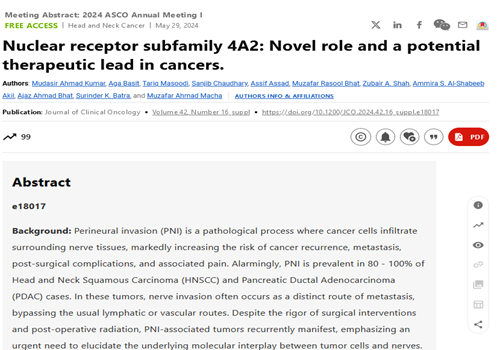 Meeting Abstract: 2024 ASCO Annual Meeting I
FREE ACCESS | Head and Neck Cancer | May 29, 2024
Nuclear receptor subfamily 4A2: Novel role and a potential
therapeutic lead in cancers.
Authors: Mudasir Ahmad Kumar, Aga Basit, Tariq Masoodi, Sanjib Chaudhary, Assif Assad, Muzafar Rasool Bhat, Zubair A. Shah, Ammira S. Al-Shabeeb
Akil, Ajaz Ahmad Bhat, Surinder K. Batra, and Muzafar Ahmad Macha | AUTHORS INFO & AFFILIATIONS
Publication: Journal of Clinical Oncology • Volume 42, Number 16_suppl • https://doi.org/10.1200/JCO.2024.42.16_suppl.e18017
99
PDF
Abstract
e18017
Background: Perineural invasion (PNI) is a pathological process where cancer cells infiltrate
surrounding nerve tissues, markedly increasing the risk of cancer recurrence, metastasis,
post-surgical complications, and associated pain. Alarmingly, PNI is prevalent in 80 - 100% of
Head and Neck Squamous Carcinoma (HNSCC) and Pancreatic Ductal Adenocarcinoma
(PDAC) cases. In these tumors, nerve invasion often occurs as a distinct route of metastasis,
bypassing the usual lymphatic or vascular routes. Despite the rigor of surgical interventions
and post-operative radiation, PNI-associated tumors recurrently manifest, emphasizing an
urgent need to elucidate the underlying molecular interplay between tumor cells and nerves.